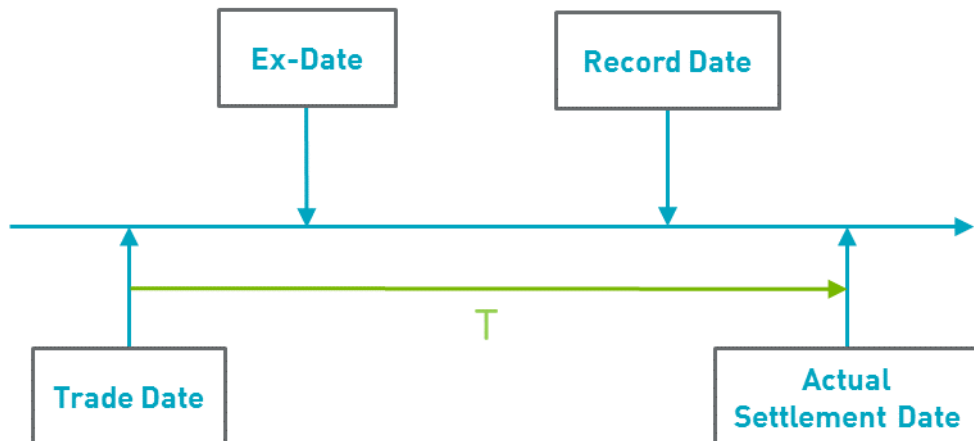 Ex-Date
Record Date
T
Trade Date
Actual
Settlement Date